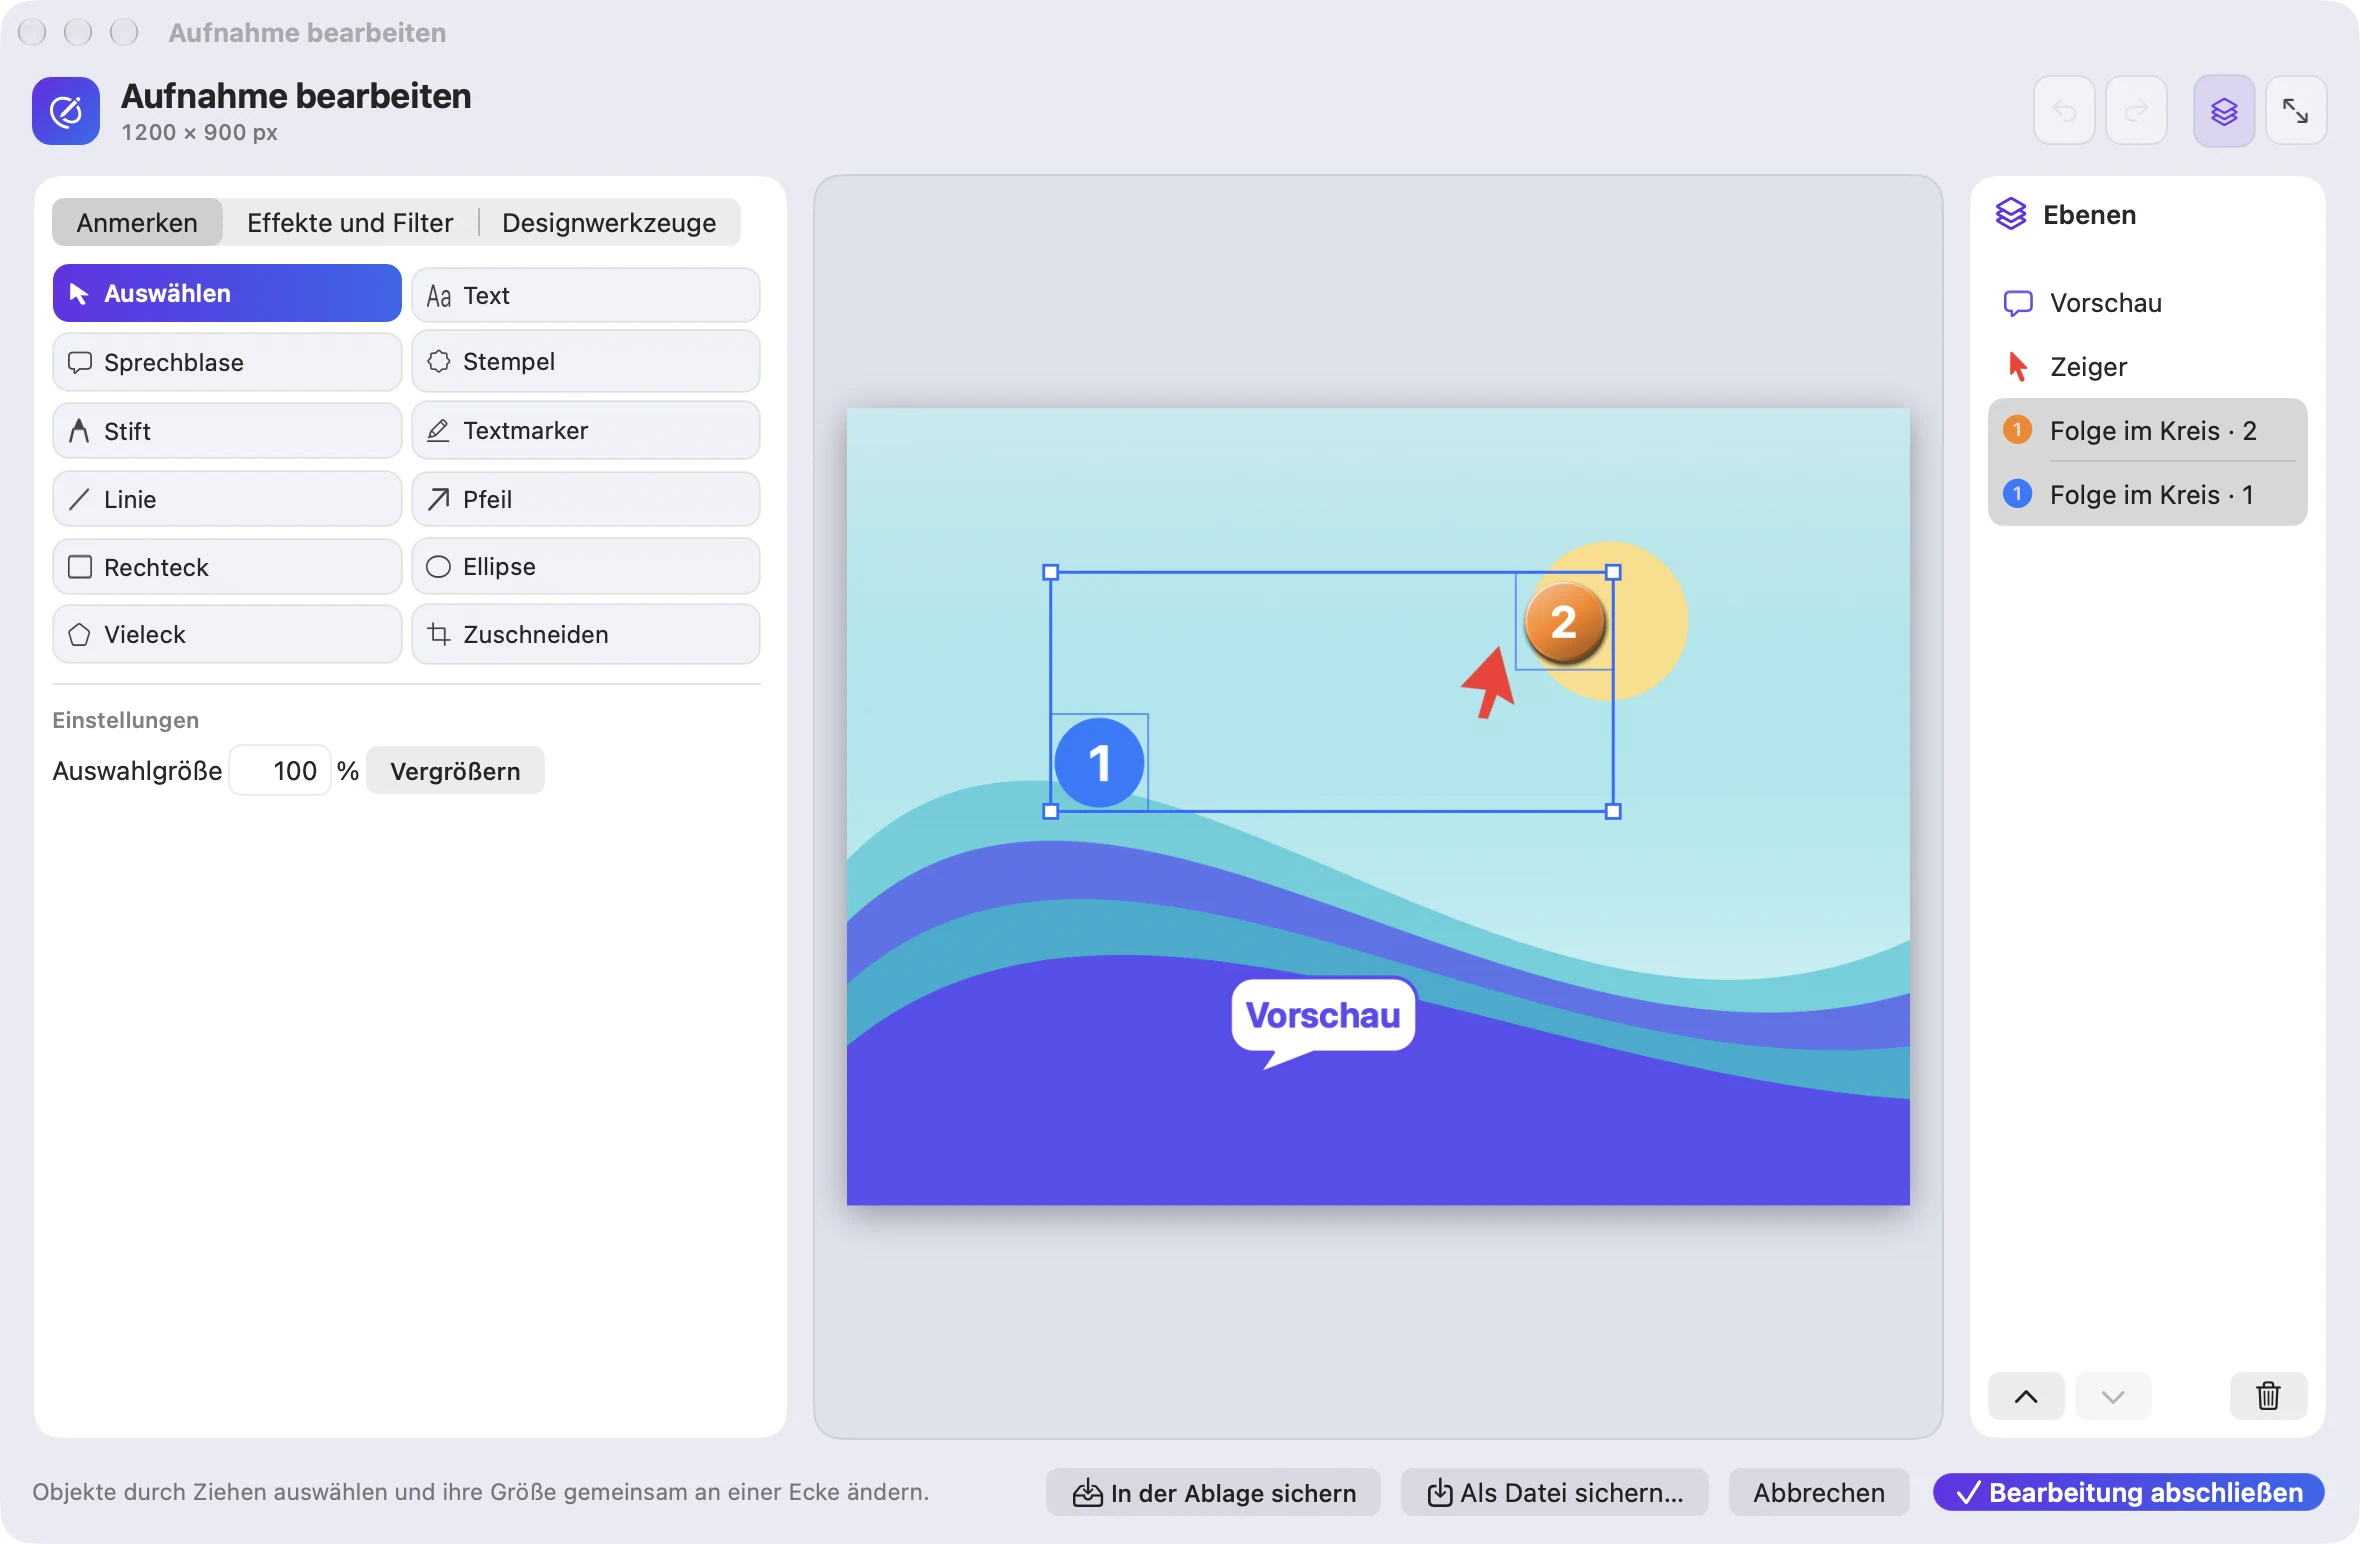 Aufnahme bearbeiten
Aufnahme bearbeiten
1200 × 900 px
Anmerken
Effekte und Filter
Designwerkzeuge
Auswählen
Aa Text
Sprechblase
Stempel
Stift
Textmarker
Linie
Pfeil
Rechteck
Ellipse
Vieleck
Zuschneiden
Einstellungen
Auswahlgröße 100 % Vergrößern
2
1
Vorschau
Ebenen
Vorschau
Zeiger
1 Folge im Kreis · 2
1 Folge im Kreis · 1
Objekte durch Ziehen auswählen und ihre Größe gemeinsam an einer Ecke ändern.
In der Ablage sichern
Als Datei sichern...
Abbrechen
Bearbeitung abschließen